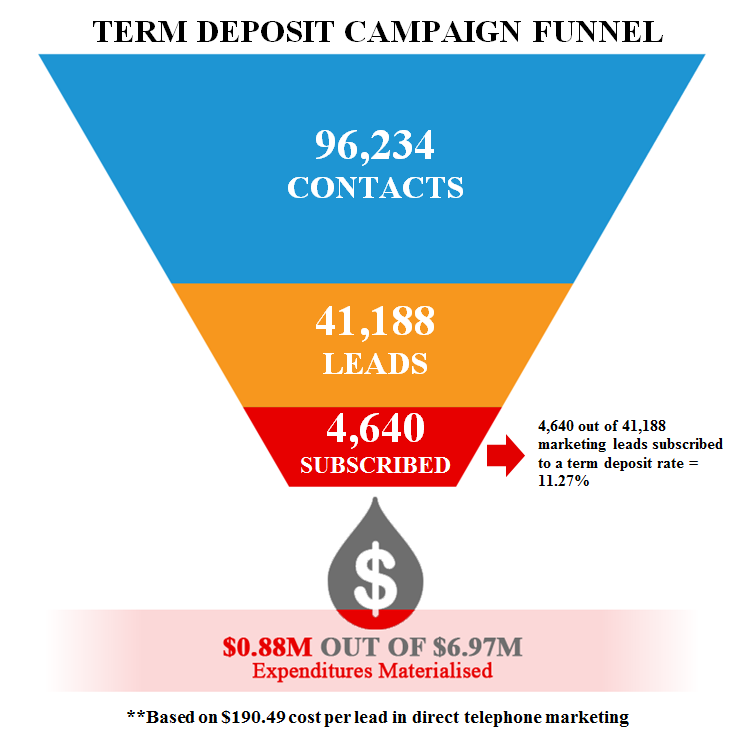 TERM DEPOSIT CAMPAIGN FUNNEL
96,234
CONTACTS
41,188
LEADS
4,640
SUBSCRIBED
4,640 out of 41,188
marketing leads subscribed
to a term deposit rate =
11.27%
$
$0.88M OUT OF $6.97M
Expenditures Materialised
**Based on $190.49 cost per lead in direct telephone marketing